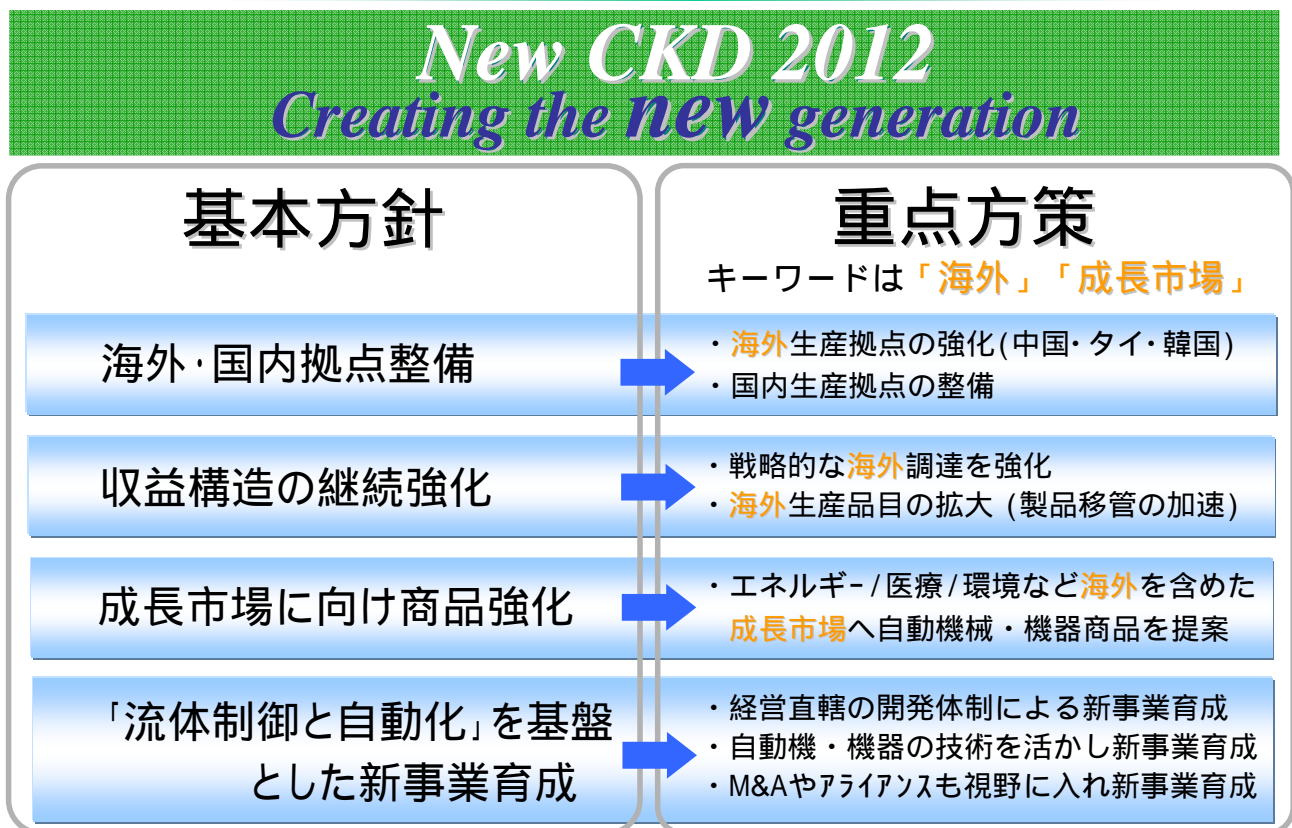 New CKD 2012
Creating the new generation
基本方針
重点方策
キーワードは「海外」「成長市場」
海外・国内拠点整備
・海外生産拠点の強化(中国・タイ・韓国)
・国内生産拠点の整備
収益構造の継続強化
・戦略的な海外調達を強化
・海外生産品目の拡大 (製品移管の加速)
成長市場に向け商品強化
・エネルギー/医療/環境など海外を含めた
成長市場へ自動機械・機器商品を提案
「流体制御と自動化」を基盤
とした新事業育成
・経営直轄の開発体制による新事業育成
・自動機・機器の技術を活かし新事業育成
・M&Aやｱﾗｲｱﾝｽも視野に入れ新事業育成